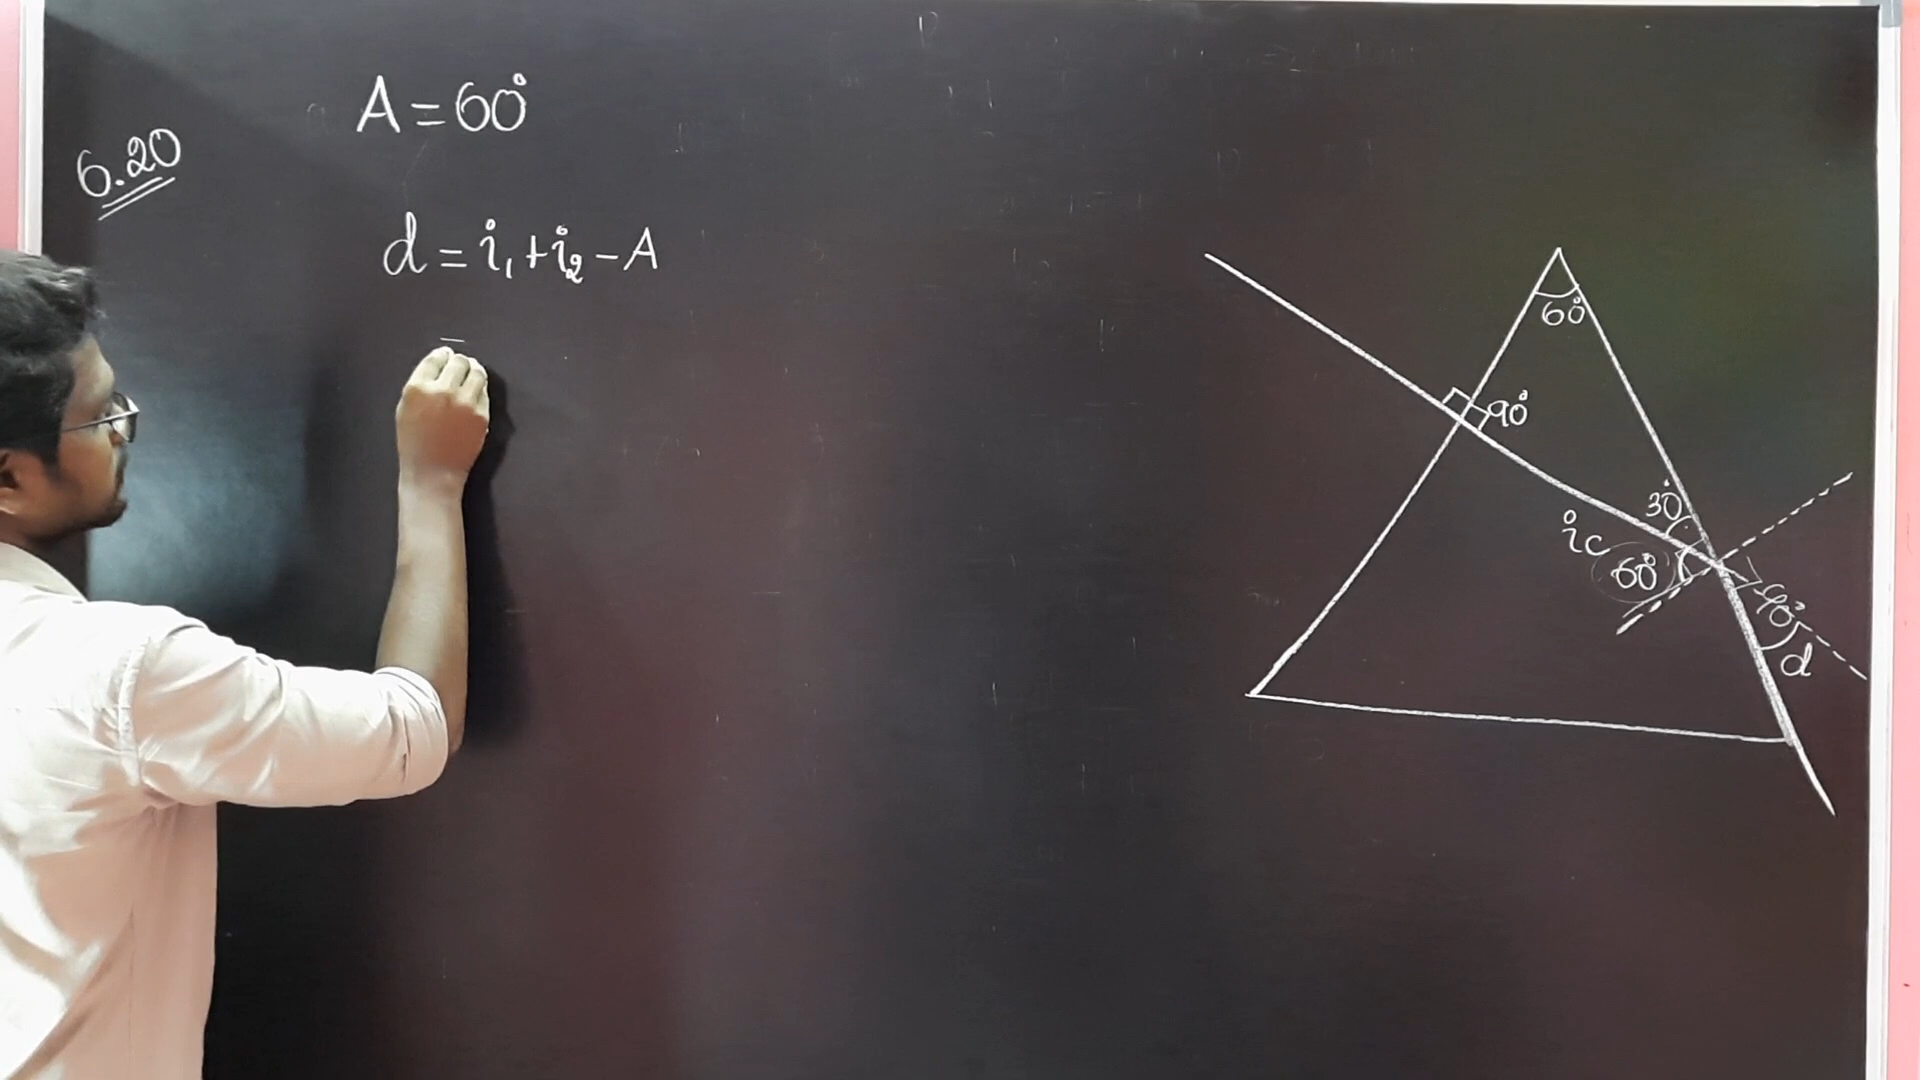 A = 60°
6.20
d = i₁ + i₂ - A
=
60°
90°
30°
ic
60°
90°
d